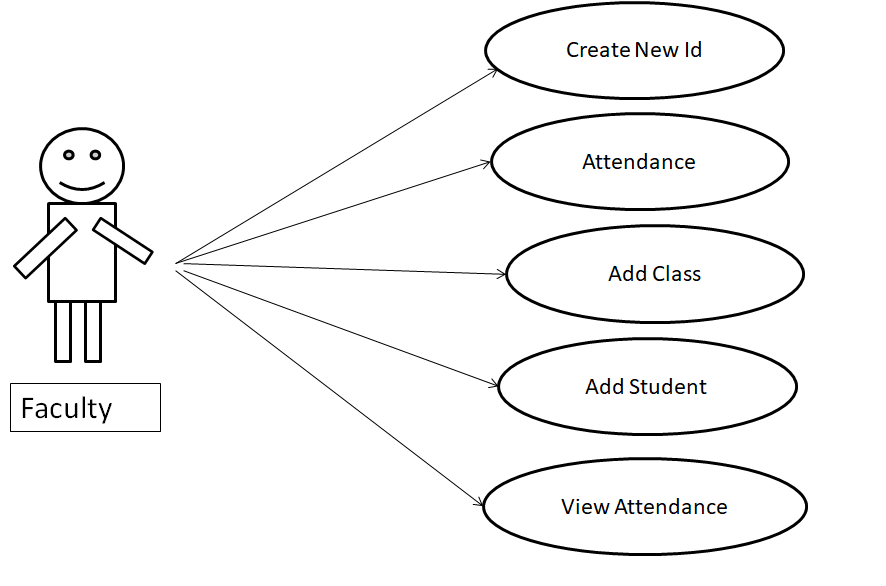 Create New Id
Attendance
Add Class
Add Student
Faculty
View Attendance